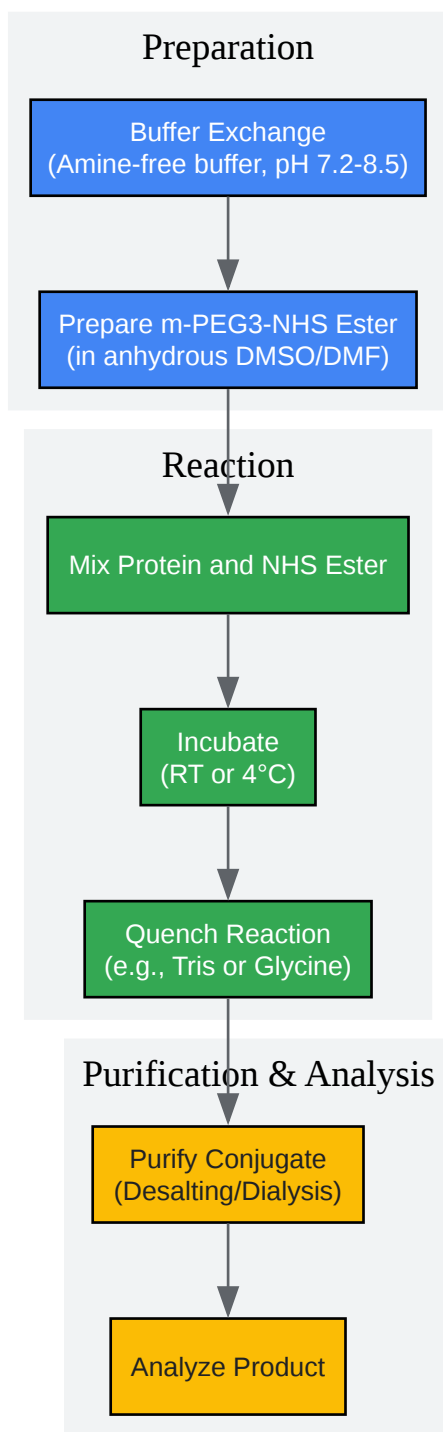 Preparation
Buffer Exchange
(Amine-free buffer, pH 7.2-8.5)
Prepare m-PEG3-NHS Ester
(in anhydrous DMSO/DMF)
Reaction
Mix Protein and NHS Ester
Incubate
(RT or 4°C)
Quench Reaction
(e.g., Tris or Glycine)
Purification & Analysis
Purify Conjugate
(Desalting/Dialysis)
Analyze Product